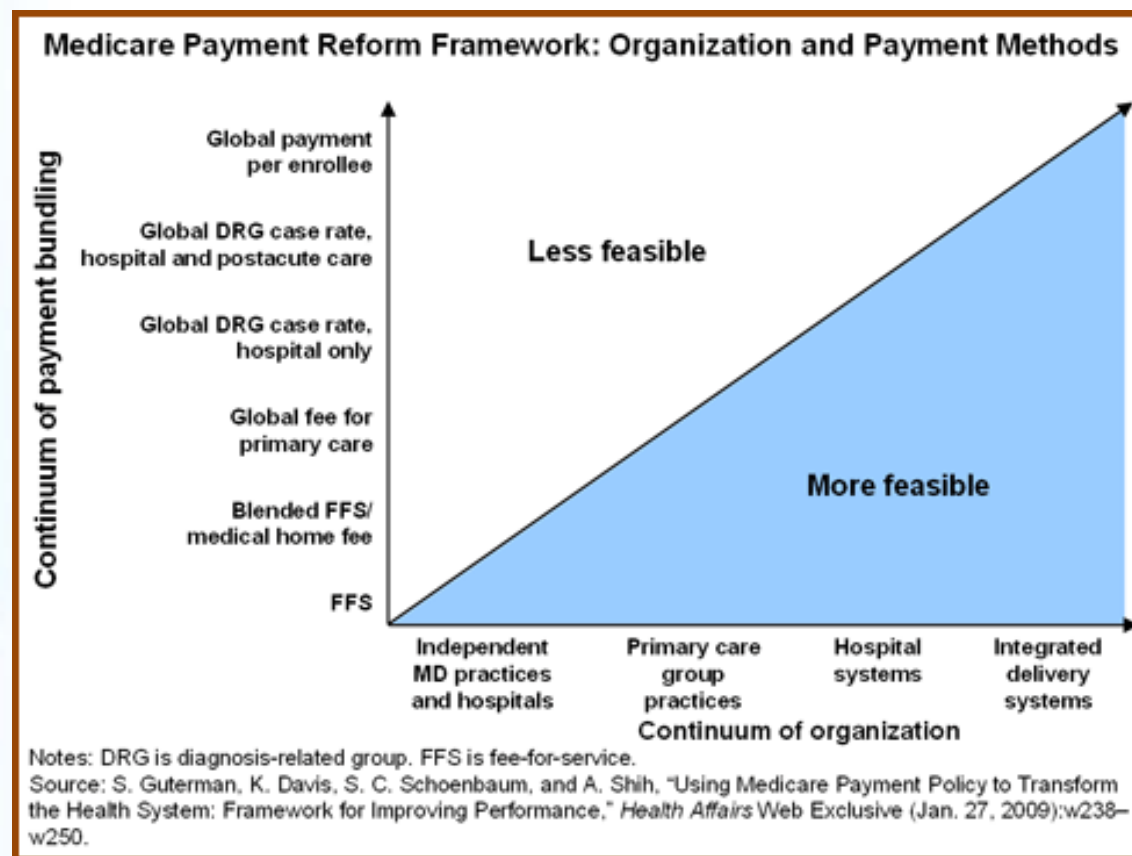 Medicare Payment Reform Framework: Organization and Payment Methods
Continuum of payment bundling
Global payment
per enrollee
Global DRG case rate,
hospital and postacute care
Global DRG case rate,
hospital only
Global fee for
primary care
Blended FFS/
medical home fee
FFS
Less feasible
More feasible
Independent
MD practices
and hospitals
Primary care
group
practices
Hospital
systems
Integrated
delivery
systems
Continuum of organization
Notes: DRG is diagnosis-related group. FFS is fee-for-service.
Source: S. Guterman, K. Davis, S. C. Schoenbaum, and A. Shih, “Using Medicare Payment Policy to Transform
the Health System: Framework for Improving Performance,” Health Affairs Web Exclusive (Jan. 27, 2009):w238–
w250.